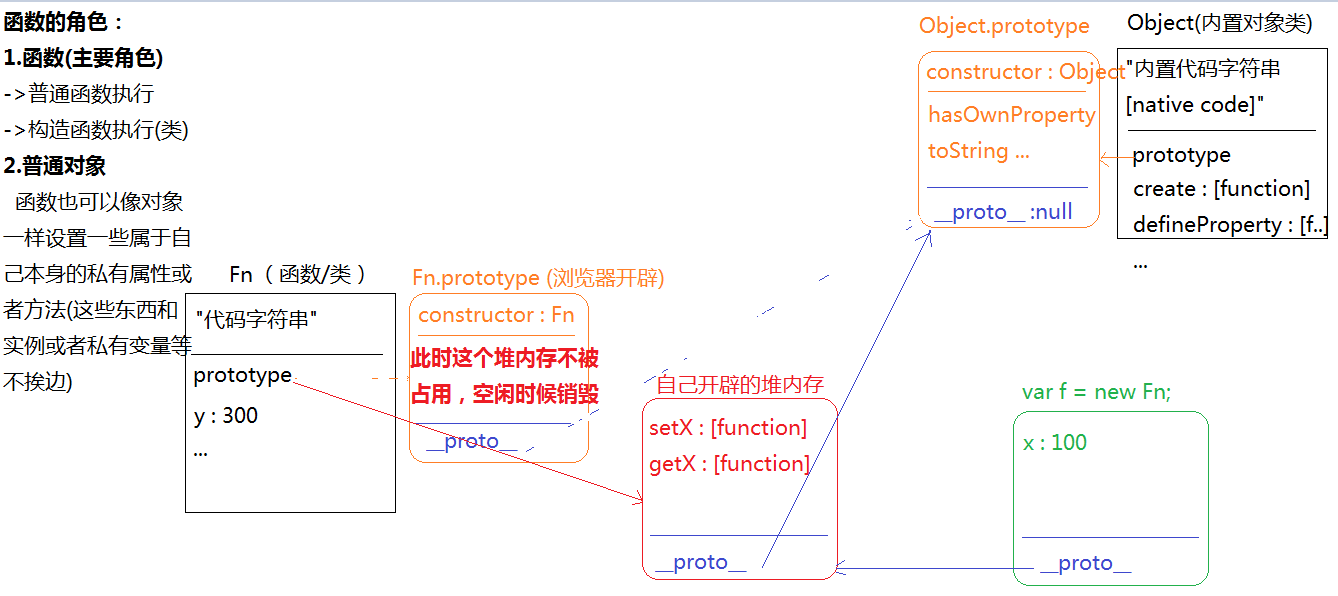 函数的角色：
1.函数(主要角色)
->普通函数执行
->构造函数执行(类)
2.普通对象
函数也可以像对象
一样设置一些属于自
己本身的私有属性或
者方法(这些东西和
实例或者私有变量等
不挨边)
Fn（函数/类）
"代码字符串"
prototype
y : 300
...
Fn.prototype (浏览器开辟)
constructor : Fn
此时这个堆内存不被
占用，空闲时候销毁
__proto__
自己开辟的堆内存
setX : [function]
getX : [function]
__proto__
Object.prototype
constructor : Object
hasOwnProperty
toString ...
__proto__ :null
Object(内置对象类)
"内置代码字符串
[native code]"
prototype
create : [function]
defineProperty : [f..]
...
var f = new Fn;
x : 100
__proto__